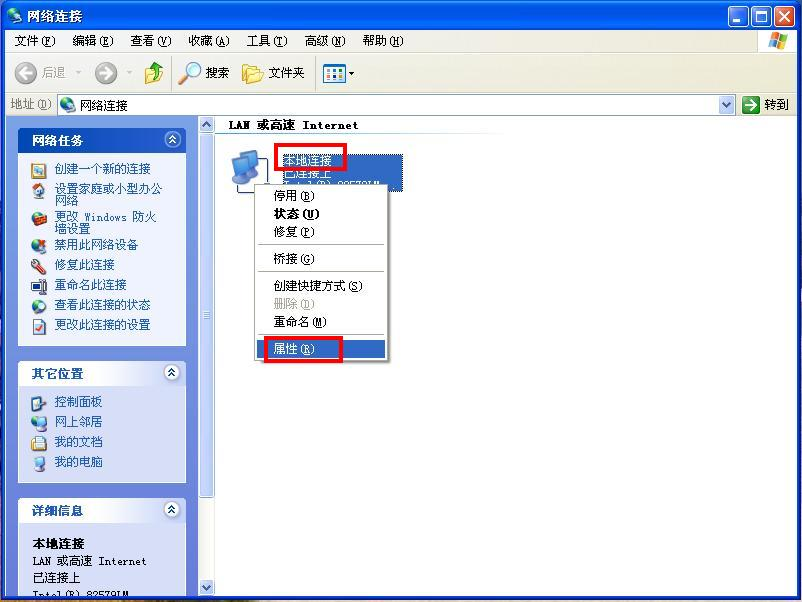 网络连接
文件(F) 编辑(E) 查看(V) 收藏(A) 工具(T) 高级(N) 帮助(H)
后退 搜索 文件夹
地址(D) 网络连接 转到
网络任务
创建一个新的连接
设置家庭或小型办公
网络
更改 Windows 防火
墙设置
禁用此网络设备
修复此连接
重命名此连接
查看此连接的状态
更改此连接的设置
其它位置
控制面板
网上邻居
我的文档
我的电脑
详细信息
本地连接
LAN 或高速 Internet
已连接上
Intel(R) 82579LM
LAN 或高速 Internet
本地连接
已连接上
Intel(R) 82579LM
停用(B)
状态(U)
修复(P)
桥接(G)
创建快捷方式(S)
删除(D)
重命名(M)
属性(R)